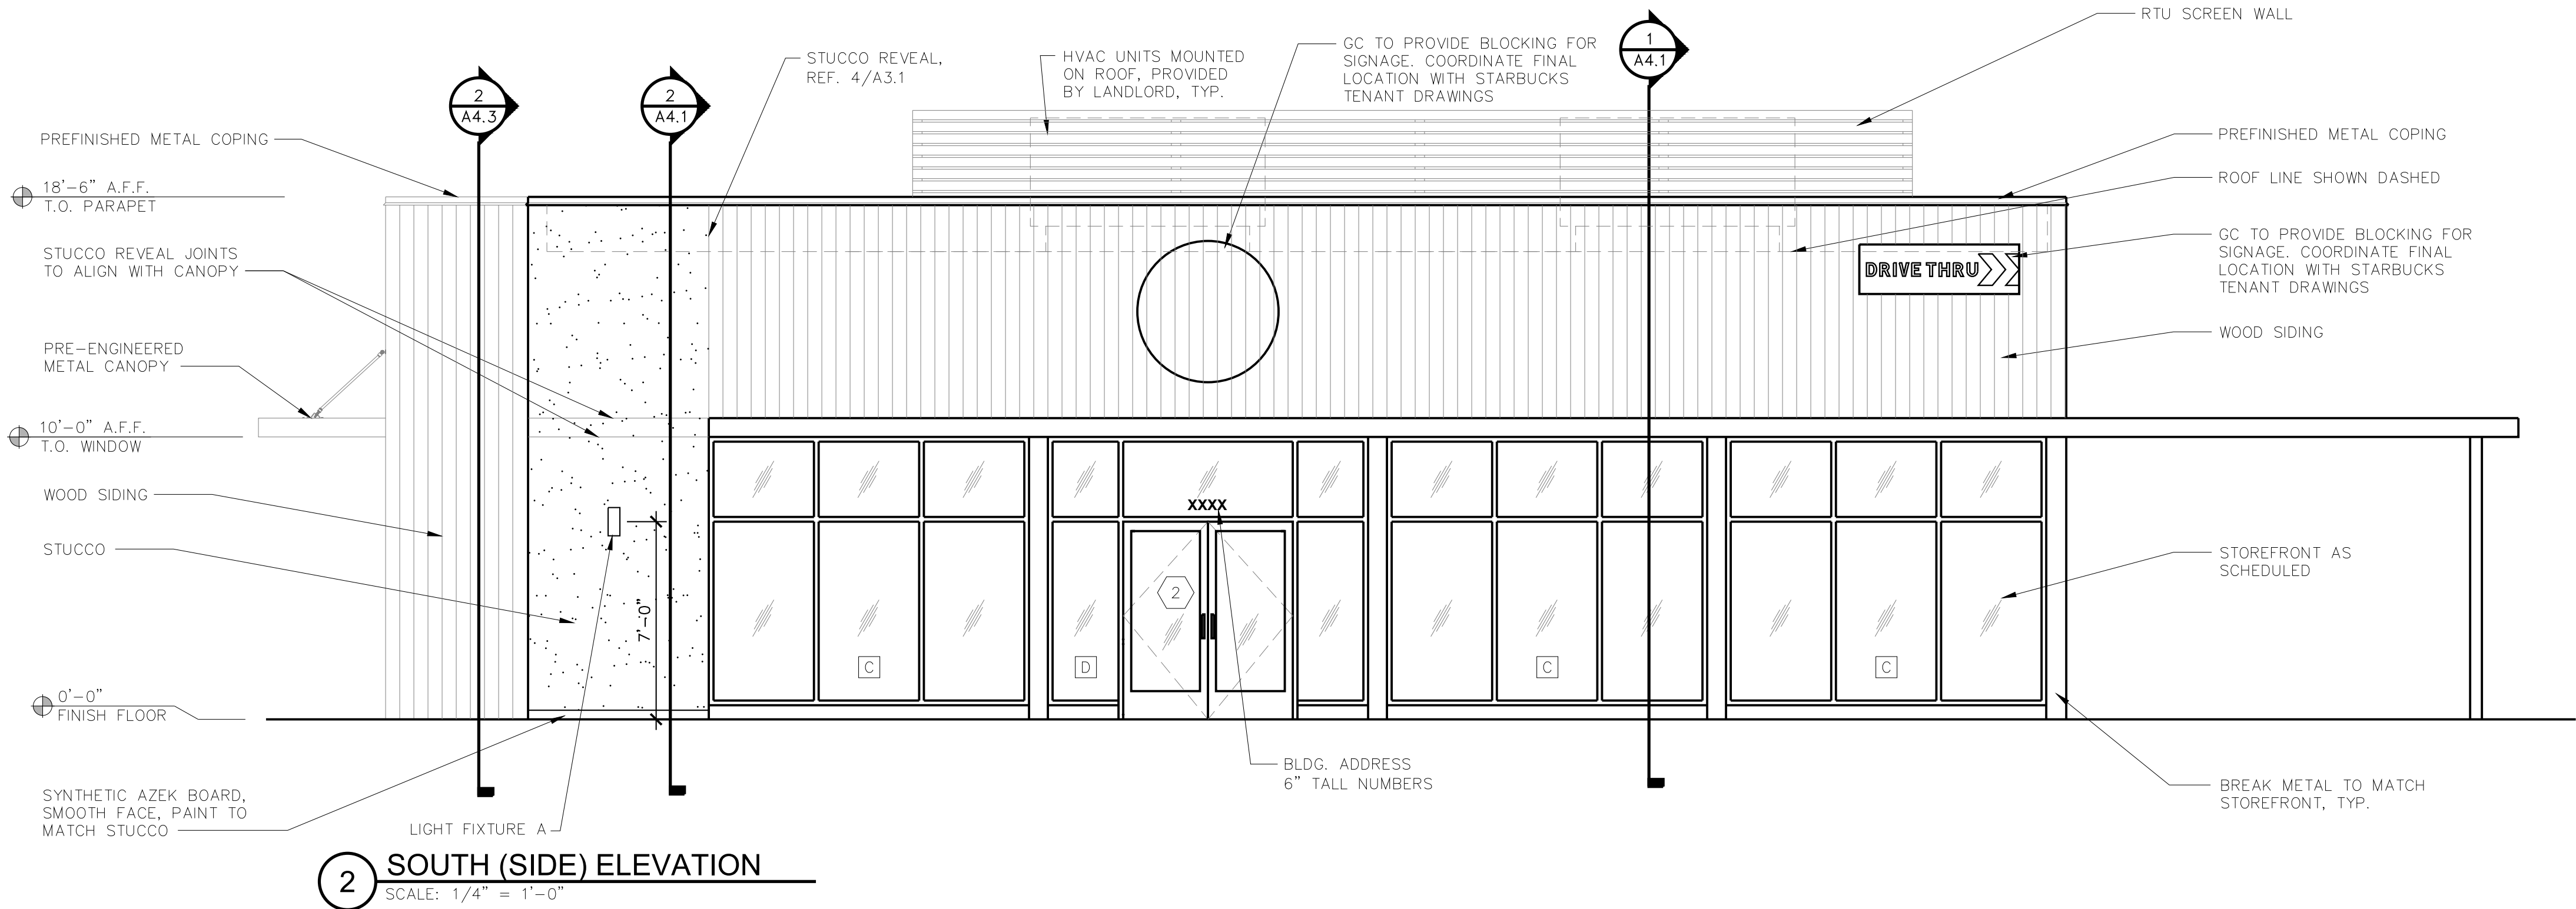 RTU SCREEN WALL
STUCCO REVEAL,
REF. 4/A3.1
HVAC UNITS MOUNTED
ON ROOF, PROVIDED
BY LANDLORD, TYP.
GC TO PROVIDE BLOCKING FOR
SIGNAGE. COORDINATE FINAL
LOCATION WITH STARBUCKS
TENANT DRAWINGS
1
A4.1
2
A4.3
2
A4.1
PREFINISHED METAL COPING
18'-6" A.F.F.
T.O. PARAPET
STUCCO REVEAL JOINTS
TO ALIGN WITH CANOPY
PRE-ENGINEERED
METAL CANOPY
10'-0" A.F.F.
T.O. WINDOW
WOOD SIDING
STUCCO
0'-0"
FINISH FLOOR
SYNTHETIC AZEK BOARD,
SMOOTH FACE, PAINT TO
MATCH STUCCO
LIGHT FIXTURE A
7'-0"
DRIVE THRU
XXXX
2
C
D
C
C
BLDG. ADDRESS
6" TALL NUMBERS
PREFINISHED METAL COPING
ROOF LINE SHOWN DASHED
GC TO PROVIDE BLOCKING FOR
SIGNAGE. COORDINATE FINAL
LOCATION WITH STARBUCKS
TENANT DRAWINGS
WOOD SIDING
STOREFRONT AS
SCHEDULED
BREAK METAL TO MATCH
STOREFRONT, TYP.
2
SOUTH (SIDE) ELEVATION
SCALE: 1/4" = 1'-0"